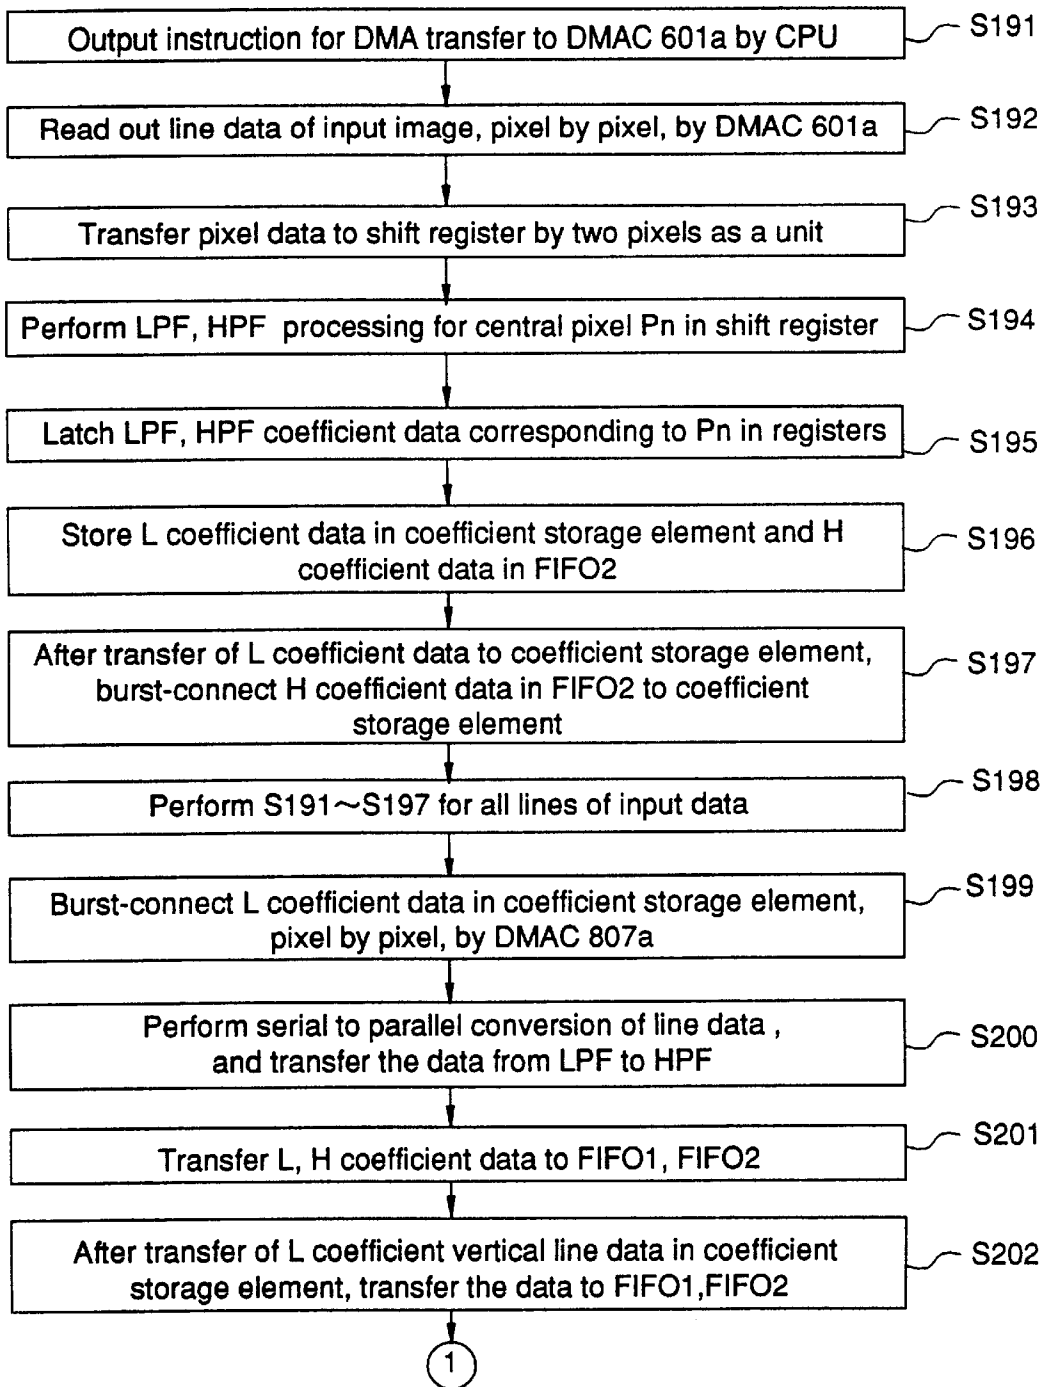 Output instruction for DMA transfer to DMAC 601a by CPU
S191
Read out line data of input image, pixel by pixel, by DMAC 601a
S192
Transfer pixel data to shift register by two pixels as a unit
S193
Perform LPF, HPF processing for central pixel Pn in shift register
S194
Latch LPF, HPF coefficient data corresponding to Pn in registers
S195
Store L coefficient data in coefficient storage element and H
coefficient data in FIFO2
S196
After transfer of L coefficient data to coefficient storage element,
burst-connect H coefficient data in FIFO2 to coefficient
storage element
S197
Perform S191～S197 for all lines of input data
S198
Burst-connect L coefficient data in coefficient storage element,
pixel by pixel, by DMAC 807a
S199
Perform serial to parallel conversion of line data ,
and transfer the data from LPF to HPF
S200
Transfer L, H coefficient data to FIFO1, FIFO2
S201
After transfer of L coefficient vertical line data in coefficient
storage element, transfer the data to FIFO1,FIFO2
S202
1